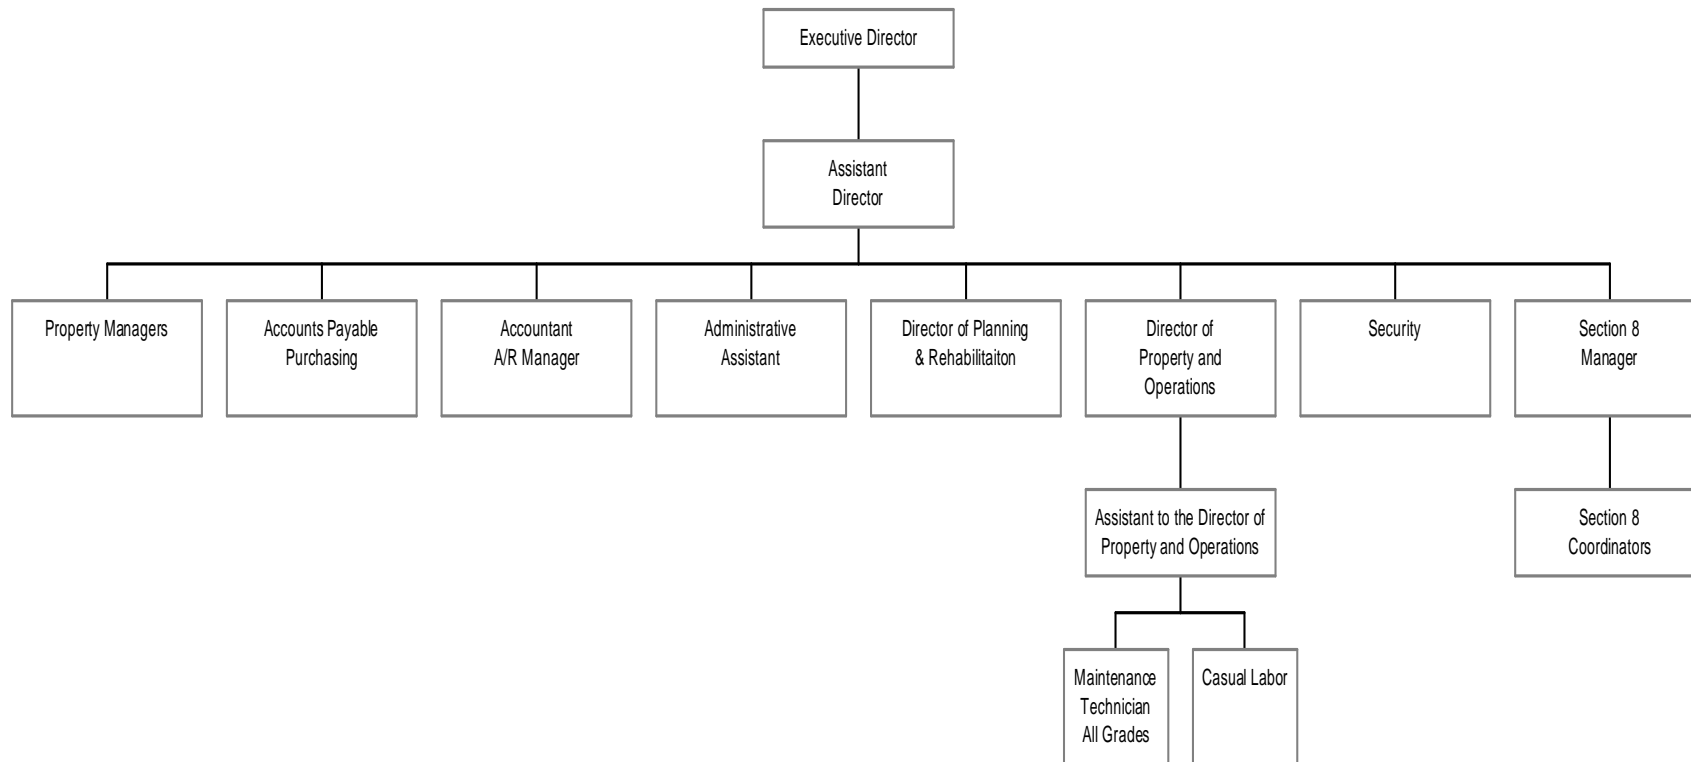 Executive Director
Assistant
Director
Property Managers
Accounts Payable
Purchasing
Accountant
A/R Manager
Administrative
Assistant
Director of Planning
& Rehabilitaiton
Director of
Property and
Operations
Security
Section 8
Manager
Assistant to the Director of
Property and Operations
Section 8
Coordinators
Maintenance
Technician
All Grades
Casual Labor